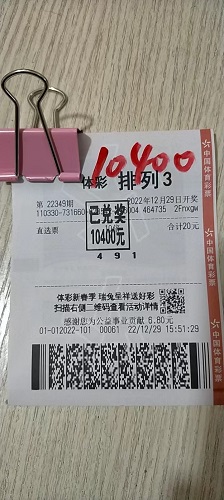 10400
体彩 排列3
第 22349期 2022年12月29日开奖
110330-731660 004 464735 2Fnxgw
直选票 合计20元
已兑奖
10400元
4 9 1
体彩新春季 瑞兔呈祥送好彩
扫描右侧二维码查看活动详情
感谢您为公益事业贡献 6.80元
01-012022-101 00061 22/12/29 15:51:29
中国体育彩票
中国体育彩票